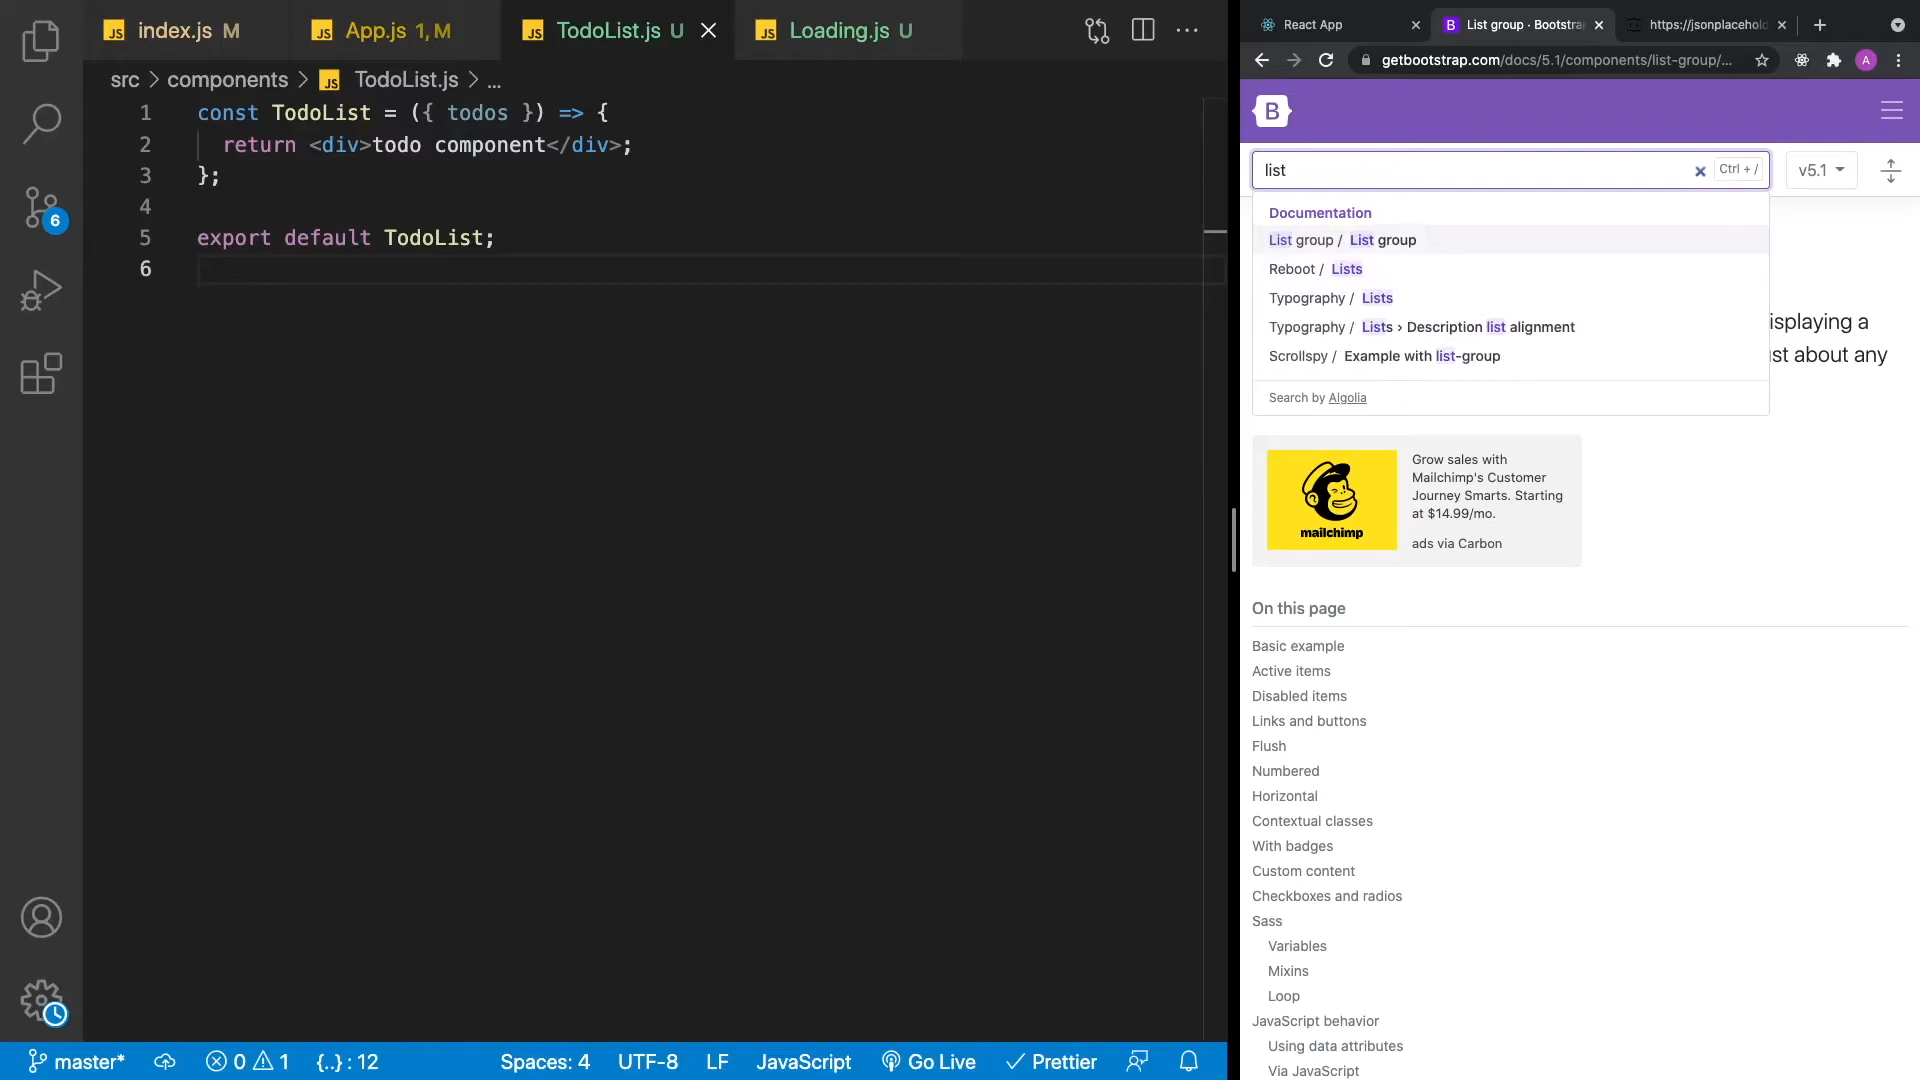 index.js M
App.js 1, M
TodoList.js U
Loading.js U
src > components > TodoList.js > ...
1 const TodoList = ({ todos }) => {
2 return <div>todo component</div>;
3 };
4
5 export default TodoList;
6
6
master*
0 1
{..} : 12
Spaces: 4
UTF-8
LF
JavaScript
Go Live
Prettier
React App
List group · Bootstrap
https://jsonplacehold
getbootstrap.com/docs/5.1/components/list-group/...
A
B
list
Ctrl + /
v5.1
Documentation
List group / List group
Reboot / Lists
Typography / Lists
Typography / Lists › Description list alignment
Scrollspy / Example with list-group
Search by Algolia
isplaying a
st about any
mailchimp
Grow sales with
Mailchimp's Customer
Journey Smarts. Starting
at $14.99/mo.
ads via Carbon
On this page
Basic example
Active items
Disabled items
Links and buttons
Flush
Numbered
Horizontal
Contextual classes
With badges
Custom content
Checkboxes and radios
Sass
Variables
Mixins
Loop
JavaScript behavior
Using data attributes
Via JavaScript